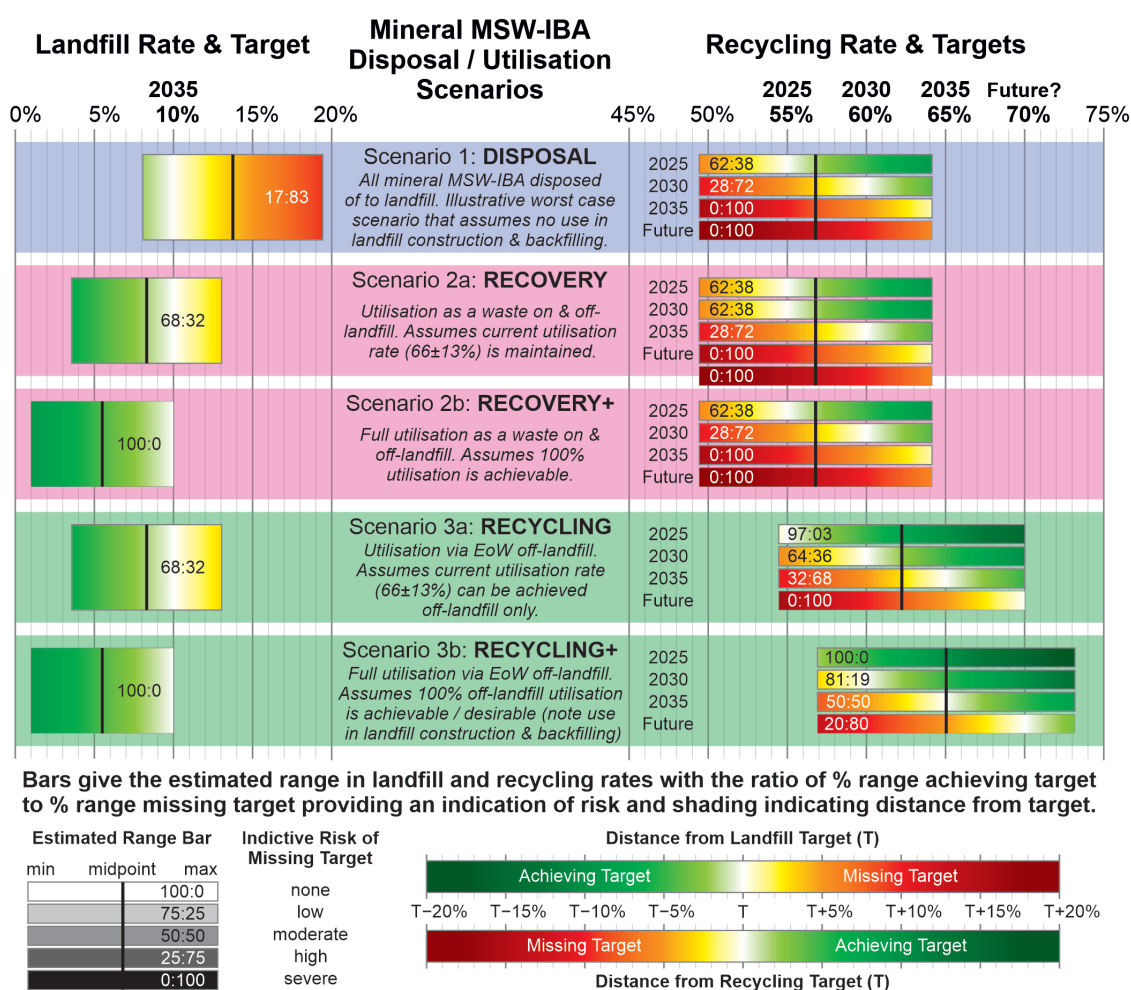 Landfill Rate & Target
Mineral MSW-IBA
Disposal / Utilisation
Scenarios
Recycling Rate & Targets
2035
2025 2030 2035 Future?
0% 5% 10% 15% 20% 45% 50% 55% 60% 65% 70% 75%
Scenario 1: DISPOSAL
All mineral MSW-IBA disposed
of to landfill. Illustrative worst case
scenario that assumes no use in
landfill construction & backfilling.
17:83
2025 62:38
2030 28:72
2035 0:100
Future 0:100
Scenario 2a: RECOVERY
Utilisation as a waste on & off-
landfill. Assumes current utilisation
rate (66±13%) is maintained.
68:32
2025 62:38
2030 62:38
2035 28:72
Future 0:100
0:100
Scenario 2b: RECOVERY+
Full utilisation as a waste on &
off-landfill. Assumes 100%
utilisation is achievable.
100:0
2025 62:38
2030 28:72
2035 0:100
Future 0:100
Scenario 3a: RECYCLING
Utilisation via EoW off-landfill.
Assumes current utilisation rate
(66±13%) can be achieved
off-landfill only.
68:32
2025 97:03
2030 64:36
2035 32:68
Future 0:100
Scenario 3b: RECYCLING+
Full utilisation via EoW off-landfill.
Assumes 100% off-landfill utilisation
is achievable / desirable (note use
in landfill construction & backfilling)
100:0
2025 100:0
2030 81:19
2035 50:50
Future 20:80
Bars give the estimated range in landfill and recycling rates with the ratio of % range achieving target
to % range missing target providing an indication of risk and shading indicating distance from target.
Estimated Range Bar
min midpoint max
100:0
75:25
50:50
25:75
0:100
Indictive Risk of
Missing Target
none
low
moderate
high
severe
Distance from Landfill Target (T)
Achieving Target Missing Target
T−20% T−15% T−10% T−5% T T+5% T+10% T+15% T+20%
Missing Target Achieving Target
Distance from Recycling Target (T)